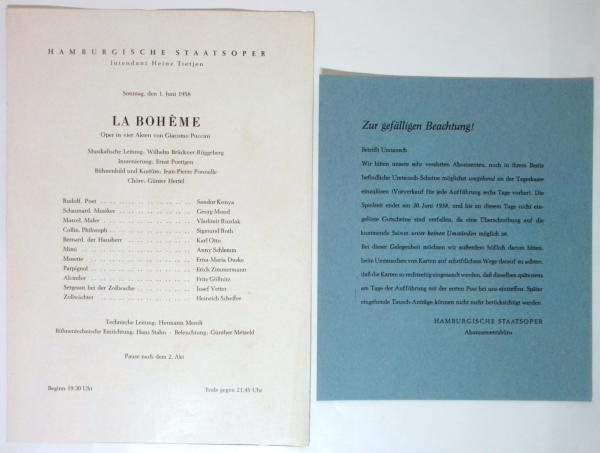 HAMBURGISCHE STAATSOPER
Intendant Heinz Tietjen
Sonntag, den 1. Juni 1958
LA BOHÈME
Oper in vier Akten von Giacomo Puccini
Musikalische Leitung: Wilhelm Brückner-Rüggeberg
Inszenierung: Ernst Poettgen
Bühnenbild und Kostüm: Jean-Pierre Ponnelle
Chöre: Günter Hertel
Rudolf, Poet . . . . . . . . . . . . . . Sandor Konya
Schaunard, Musiker . . . . . . . . . . . . . . Georg Mund
Marcel, Maler . . . . . . . . . . . . . . Vladimir Ruzdak
Collin, Philosoph . . . . . . . . . . . . . . Sigmund Roth
Bernard, der Hausherr . . . . . . . . . . . . . . Karl Otto
Mimi . . . . . . . . . . . . . . Anny Schlemm
Musette . . . . . . . . . . . . . . Erna-Maria Duske
Parpignol . . . . . . . . . . . . . . Erich Zimmermann
Alcindor . . . . . . . . . . . . . . Fritz Göllnitz
Sergeant bei der Zollwache . . . . . . . . . . Josef Vetter
Zollwächter . . . . . . . . . . . . . . Heinrich Scheffer
Technische Leitung: Hermann Mendt
Bühnentechnische Einrichtung: Hans Stahn · Beleuchtung: Günther Metzeld
Pause nach dem 2. Akt
Beginn 19.30 Uhr Ende gegen 21.45 Uhr
Zur gefälligen Beachtung!
Betrifft Umtausch
Wir bitten unsere sehr verehrten Abonnenten, noch in ihrem Besitz
befindliche Umtausch-Scheine möglichst umgehend an der Tageskasse
einzulösen (Vorverkauf für jede Aufführung sechs Tage vorher). Die
Spielzeit endet am 30. Juni 1958, und bis zu diesem Tage nicht ein-
gelöste Gutscheine sind verfallen, da eine Überschreibung auf die
kommende Saison unter keinen Umständen möglich ist.
Bei dieser Gelegenheit möchten wir außerdem höflich darum bitten,
beim Umtauschen von Karten auf schriftlichem Wege darauf zu achten,
daß die Karten so rechtzeitig eingesandt werden, daß dieselben spätestens
am Tage der Aufführung mit der ersten Post bei uns eintreffen. Später
eingehende Tausch-Anträge können nicht mehr berücksichtigt werden.
HAMBURGISCHE STAATSOPER
Abonnementsbüro